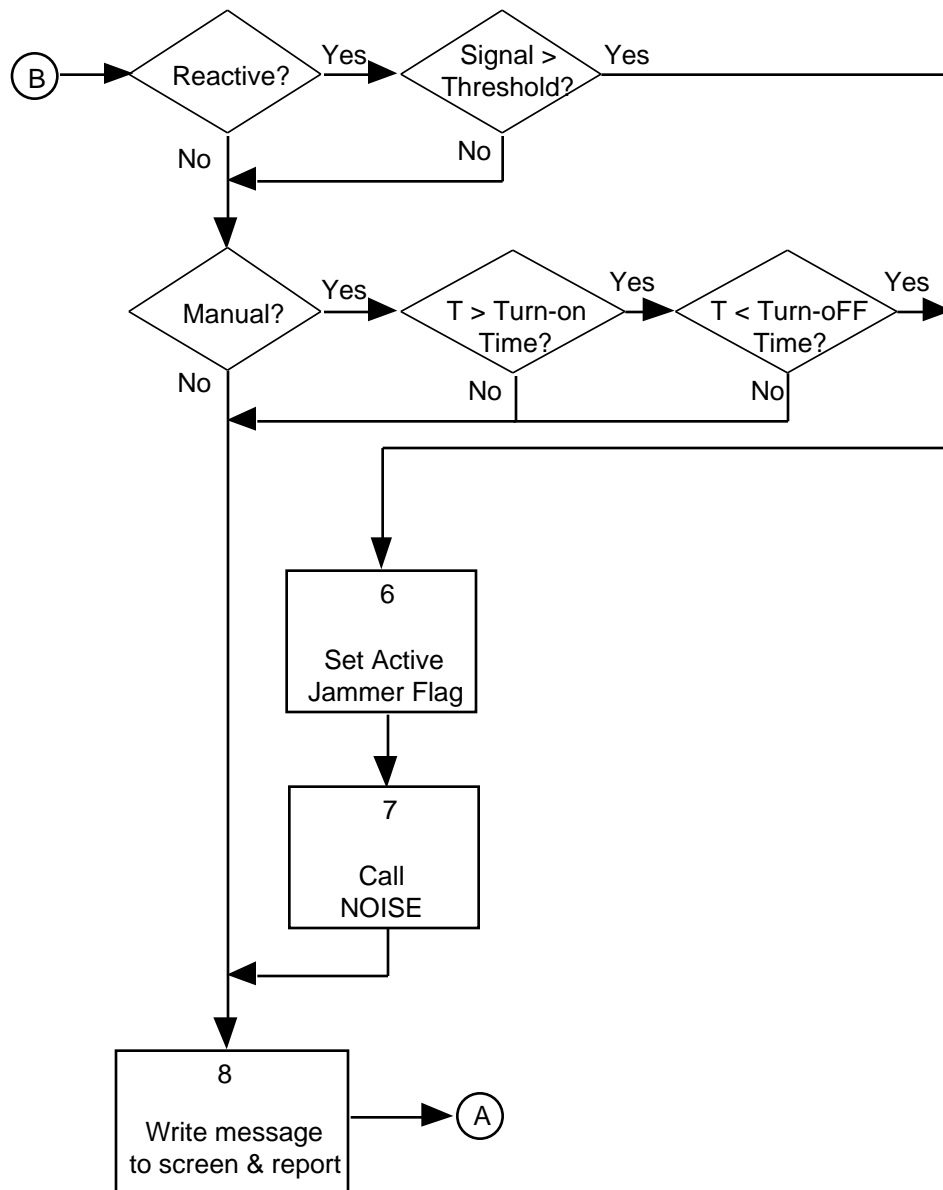 B
Reactive?
Yes
Signal >
Threshold?
Yes
No
No
Manual?
Yes
T > Turn-on
Time?
Yes
T < Turn-oFF
Time?
Yes
No
No
No
6
Set Active
Jammer Flag
7
Call
NOISE
8
Write message
to screen & report
A